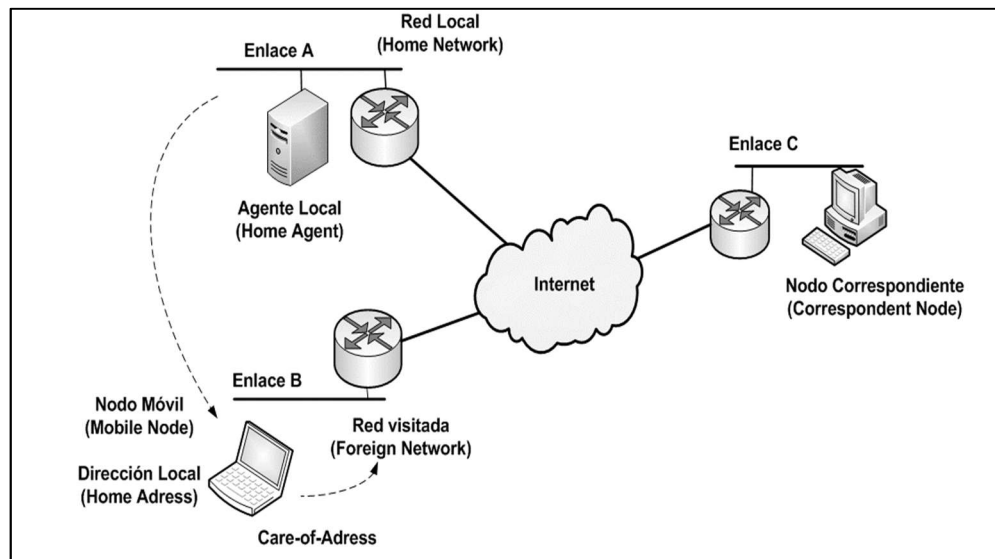 Red Local
(Home Network)
Enlace A
Agente Local
(Home Agent)
Enlace C
Nodo Correspondiente
(Correspondent Node)
Internet
Enlace B
Red visitada
(Foreign Network)
Nodo Móvil
(Mobile Node)
Dirección Local
(Home Adress)
Care-of-Adress